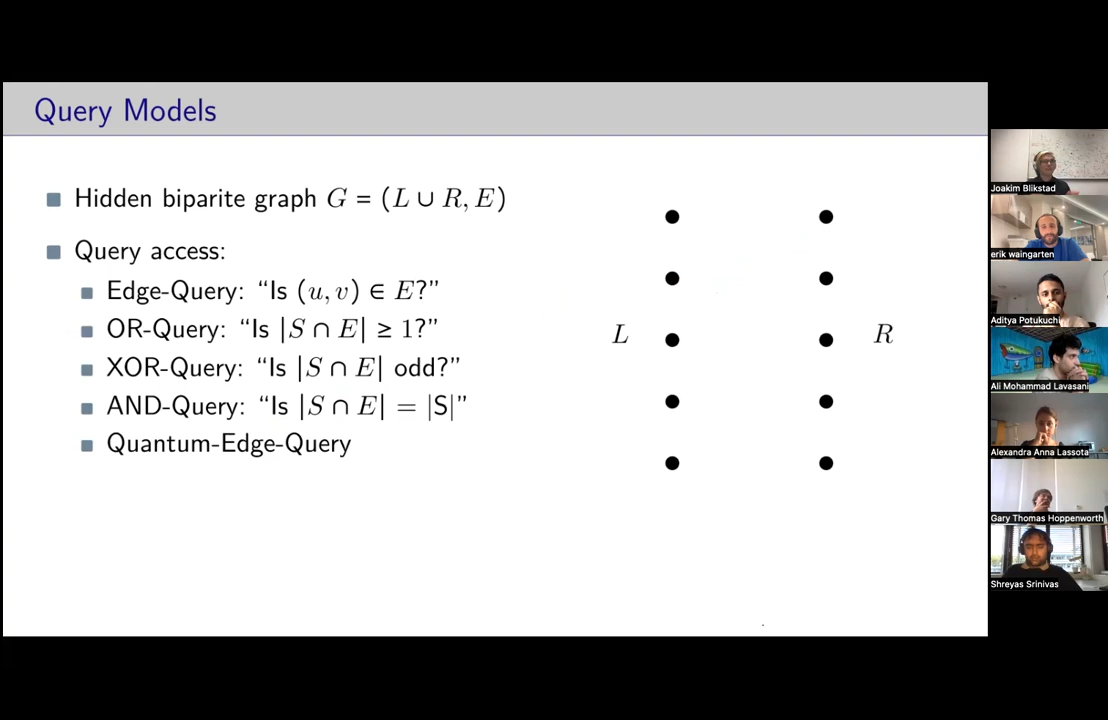 Query Models
Hidden biparite graph G = (L ∪ R, E)
Query access:
Edge-Query: “Is (u, v) ∈ E?”
OR-Query: “Is |S ∩ E| ≥ 1?”
XOR-Query: “Is |S ∩ E| odd?”
AND-Query: “Is |S ∩ E| = |S|”
Quantum-Edge-Query
L
R
Joakim Blikstad
erik waingarten
Aditya Potukuchi
Ali Mohammad Lavasani
Alexandra Anna Lassota
Gary Thomas Hoppenworth
Shreyas Srinivas